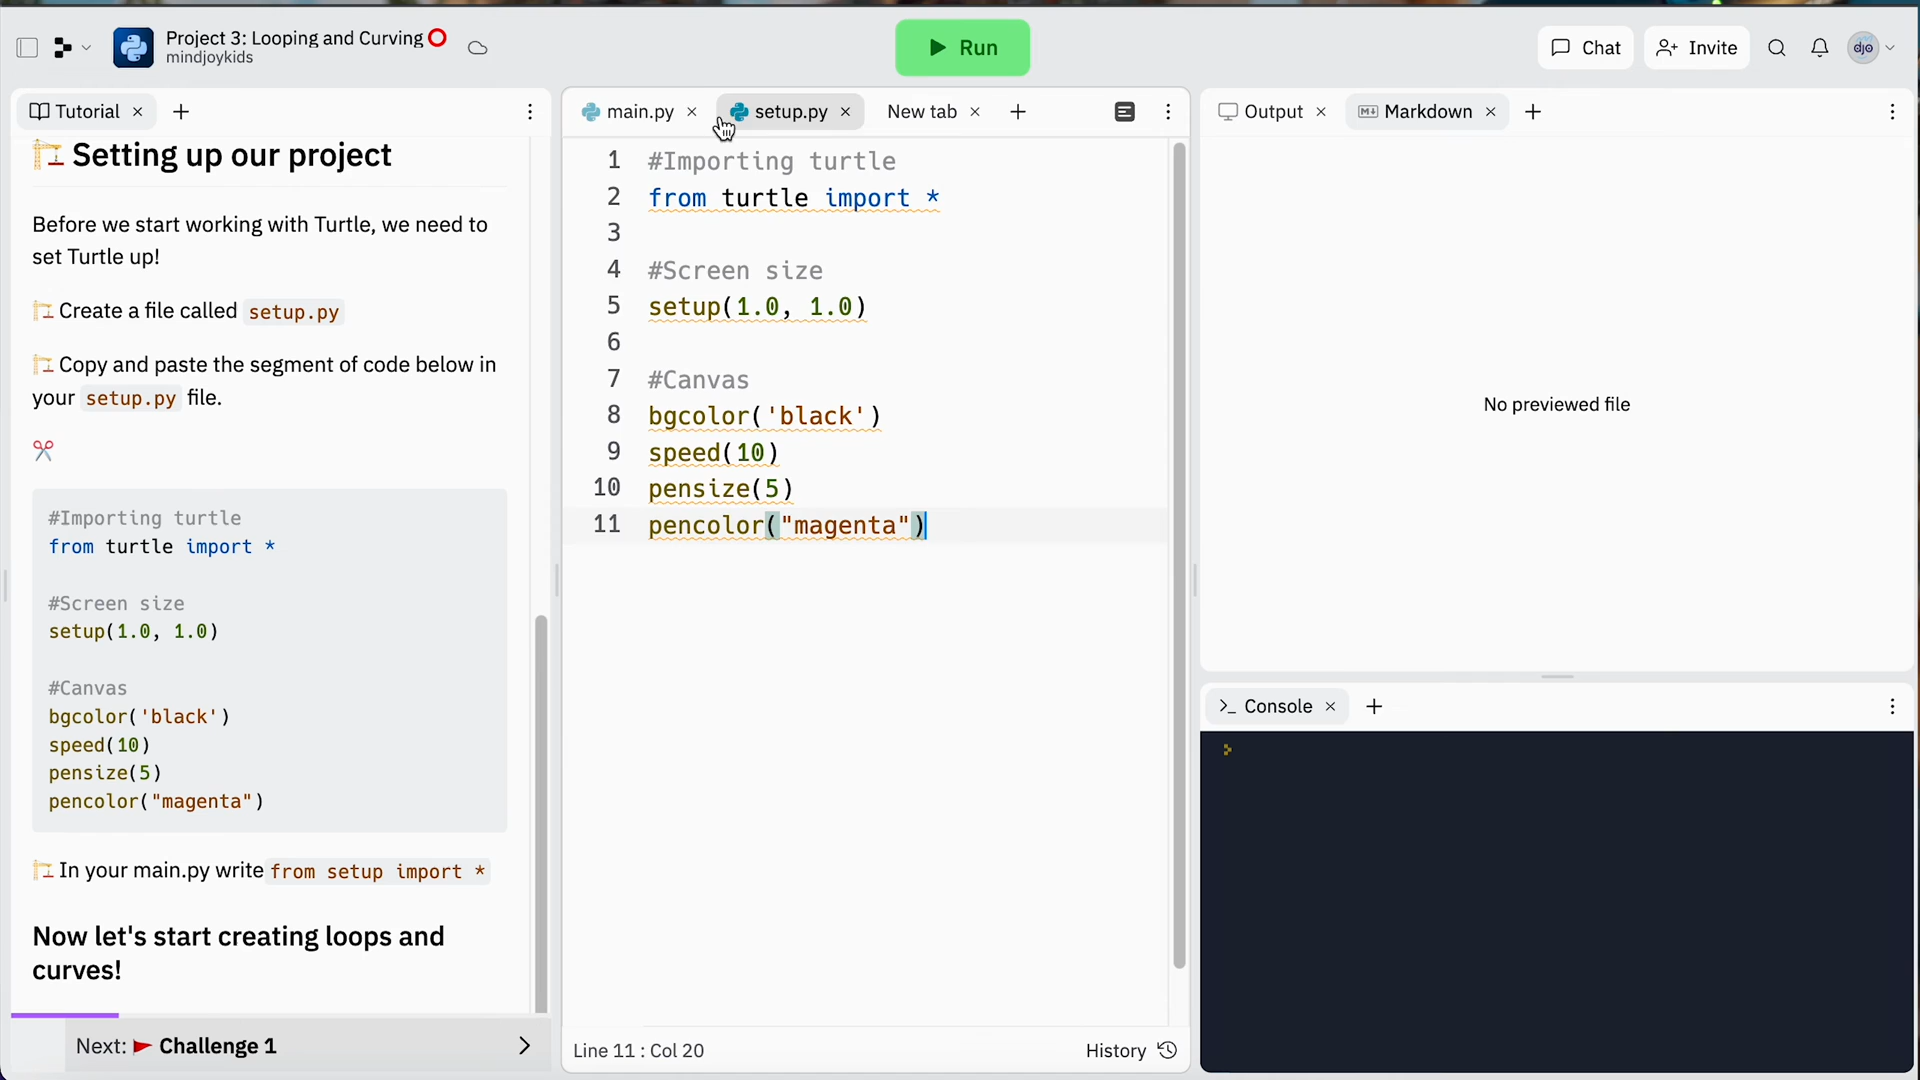 Project 3: Looping and Curving
mindjoykids
Run
Chat
Invite
djo
Tutorial
Setting up our project
Before we start working with Turtle, we need to
set Turtle up!
Create a file called setup.py
Copy and paste the segment of code below in
your setup.py file.
#Importing turtle
from turtle import *
#Screen size
setup(1.0, 1.0)
#Canvas
bgcolor('black')
speed(10)
pensize(5)
pencolor("magenta")
In your main.py write from setup import *
Now let's start creating loops and
curves!
Next: Challenge 1
main.py
setup.py
New tab
1 #Importing turtle
2 from turtle import *
3
4 #Screen size
5 setup(1.0, 1.0)
6
7 #Canvas
8 bgcolor('black')
9 speed(10)
10 pensize(5)
11 pencolor("magenta")
Line 11 : Col 20
History
Output
Markdown
No previewed file
Console